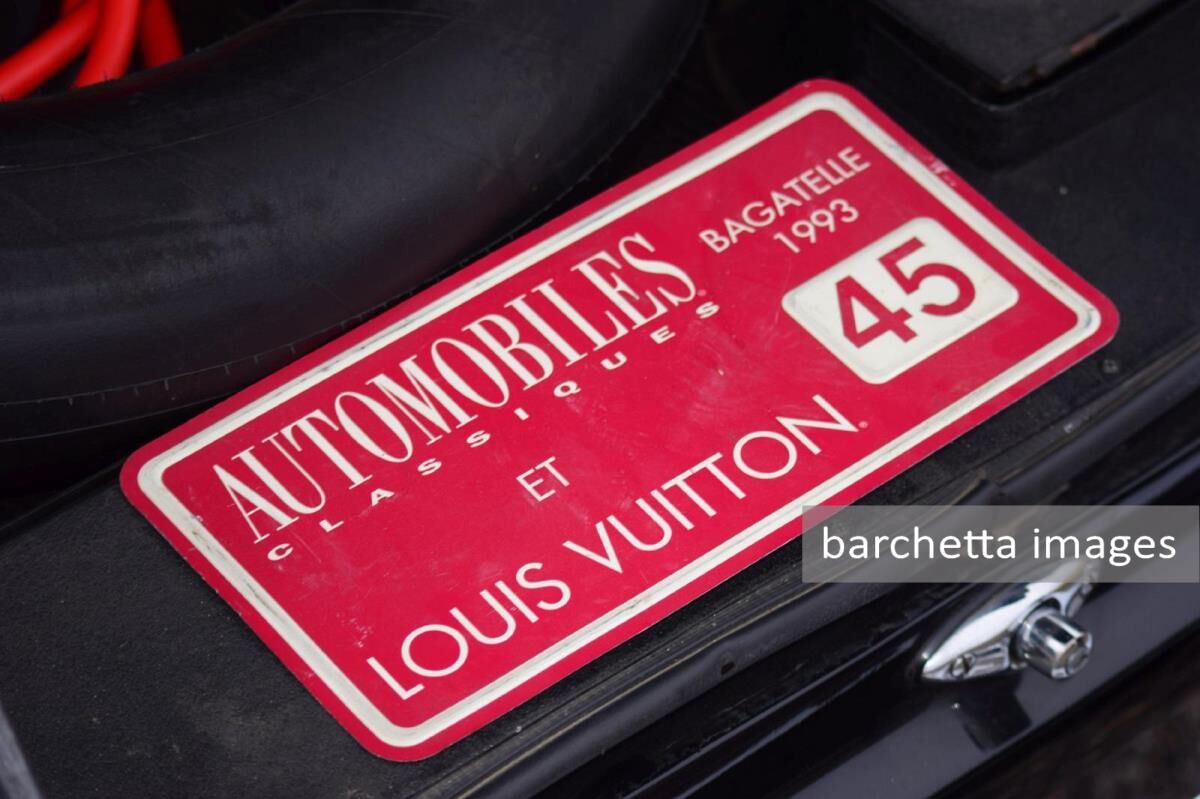 BAGATELLE
1993
45
AUTOMOBILES
CLASSIQUES
ET
LOUIS VUITTON
barchetta images